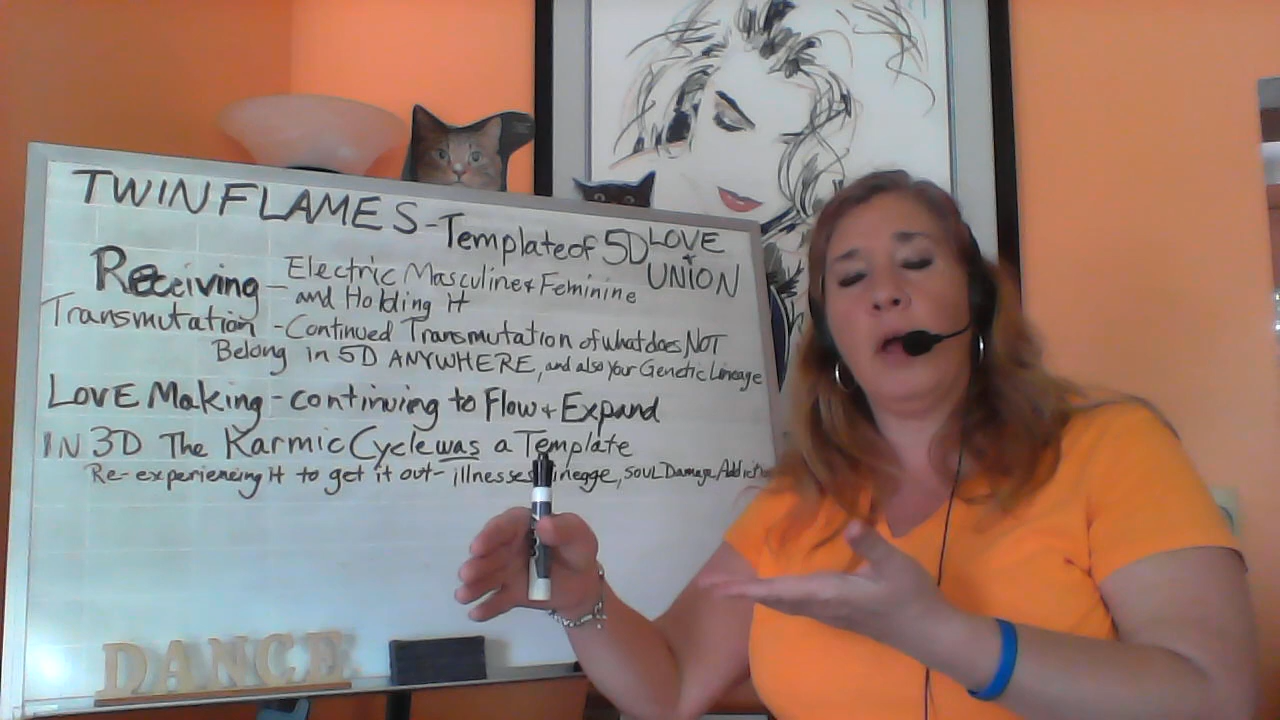 TWIN FLAMES - Template of 5D LOVE + UNION
Receiving - Electric Masculine & Feminine
and Holding It
Transmutation - Continued Transmutation of what does NOT
Belong in 5D ANYWHERE, and also Your Genetic Lineage
LOVE Making - continuing to Flow & Expand
IN 3D The Karmic Cycle was a Template
Re-experiencing It to get it out - illnesses, lineage, SOUL Damage,
DANCE